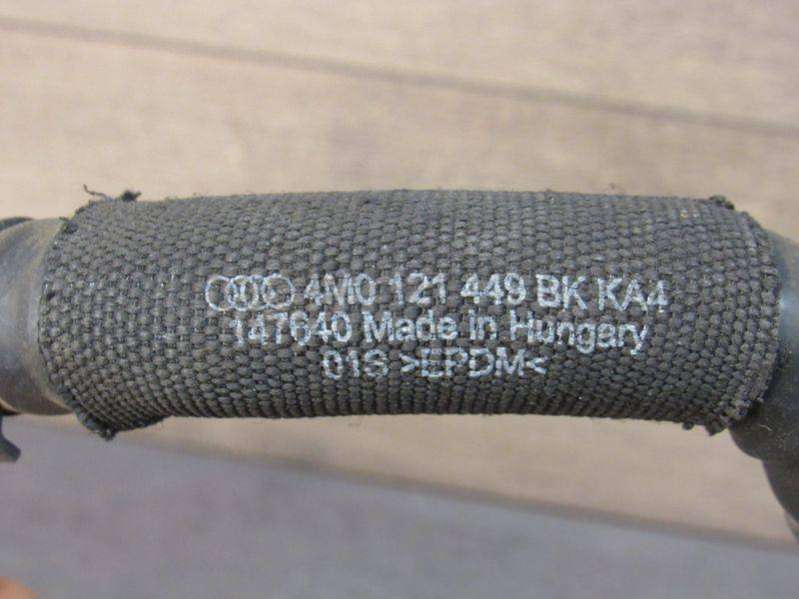 4M0 121 449 BK KA4
147640 Made in Hungary
01S >EPDM<